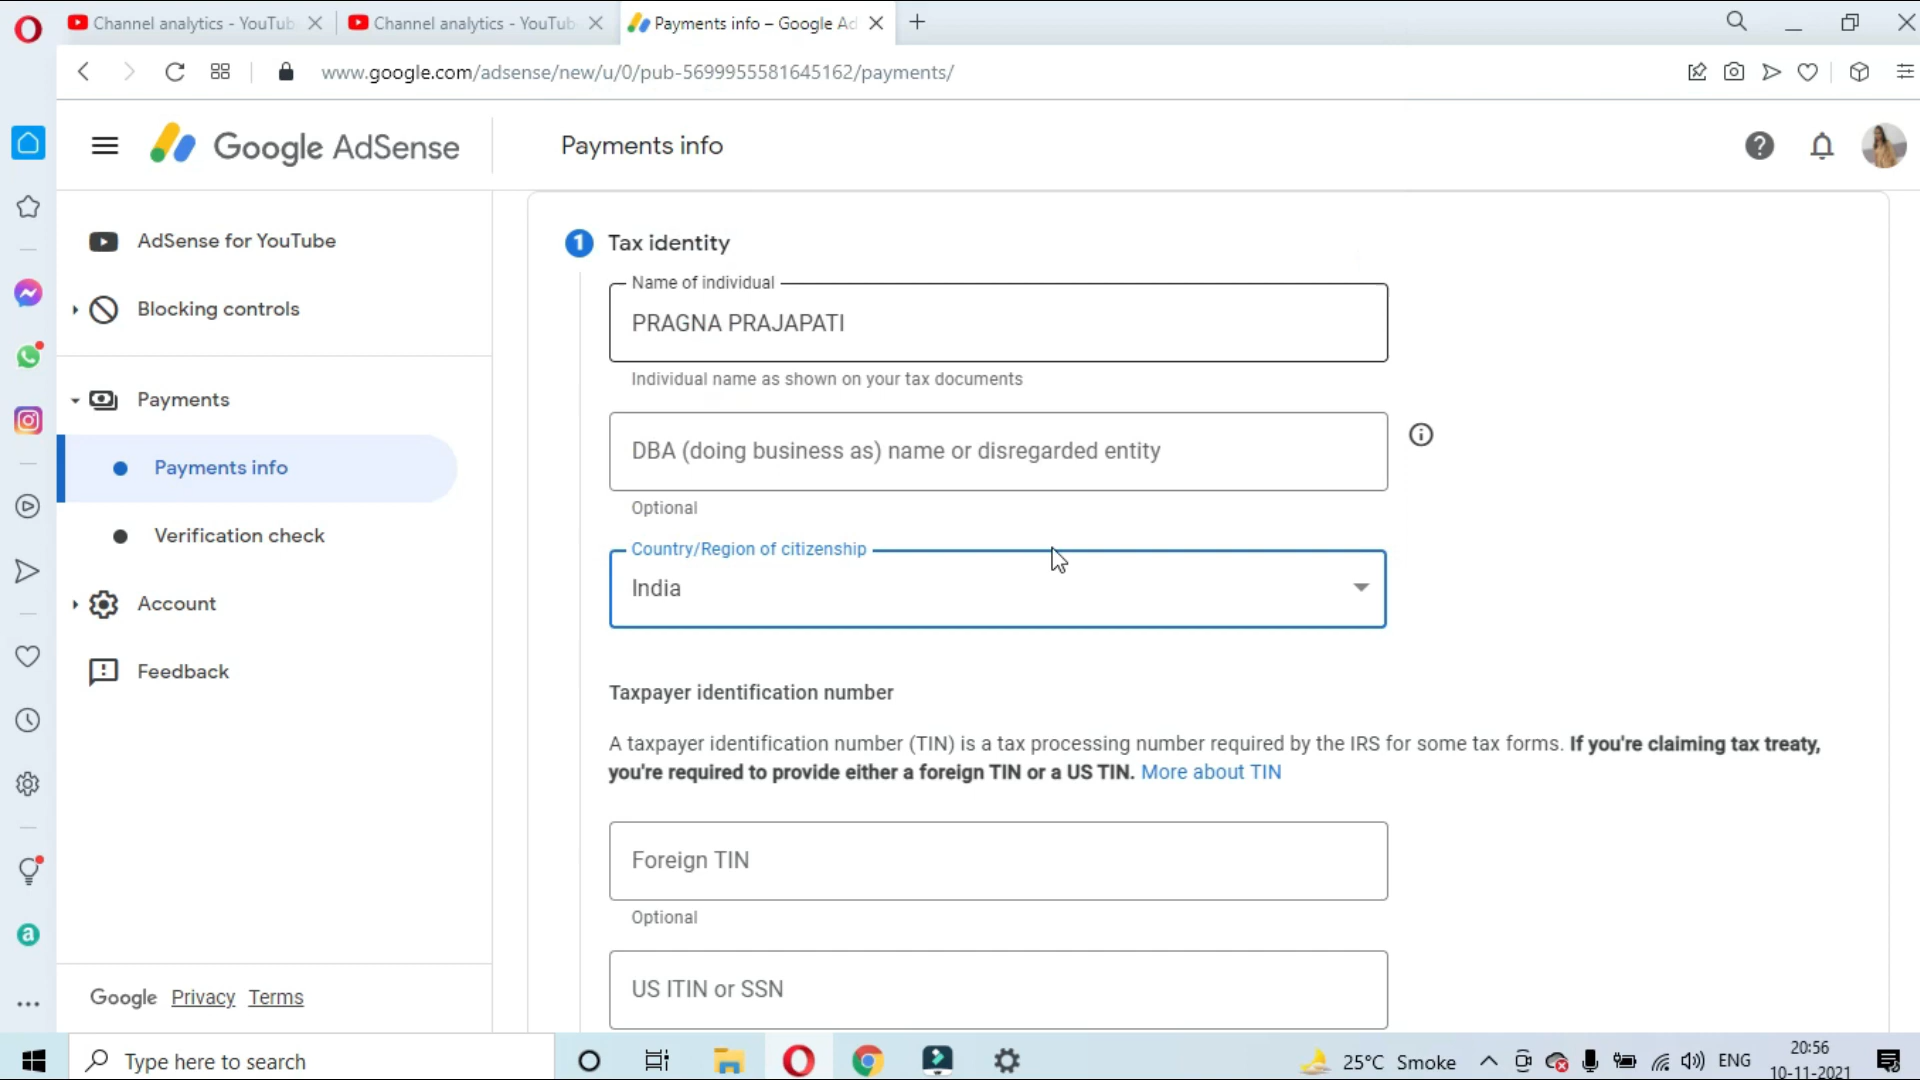 Channel analytics - YouTub
Channel analytics - YouTub
Payments info – Google Ad
www.google.com/adsense/new/u/0/pub-5699955581645162/payments/
Google AdSense
Payments info
AdSense for YouTube
Blocking controls
Payments
Payments info
Verification check
Account
Feedback
Google Privacy Terms
1 Tax identity
Name of individual
PRAGNA PRAJAPATI
Individual name as shown on your tax documents
DBA (doing business as) name or disregarded entity
Optional
Country/Region of citizenship
India
Taxpayer identification number
A taxpayer identification number (TIN) is a tax processing number required by the IRS for some tax forms. If you're claiming tax treaty,
you're required to provide either a foreign TIN or a US TIN. More about TIN
Foreign TIN
Optional
US ITIN or SSN
Type here to search
25°C Smoke
ENG
20:56
10-11-2021